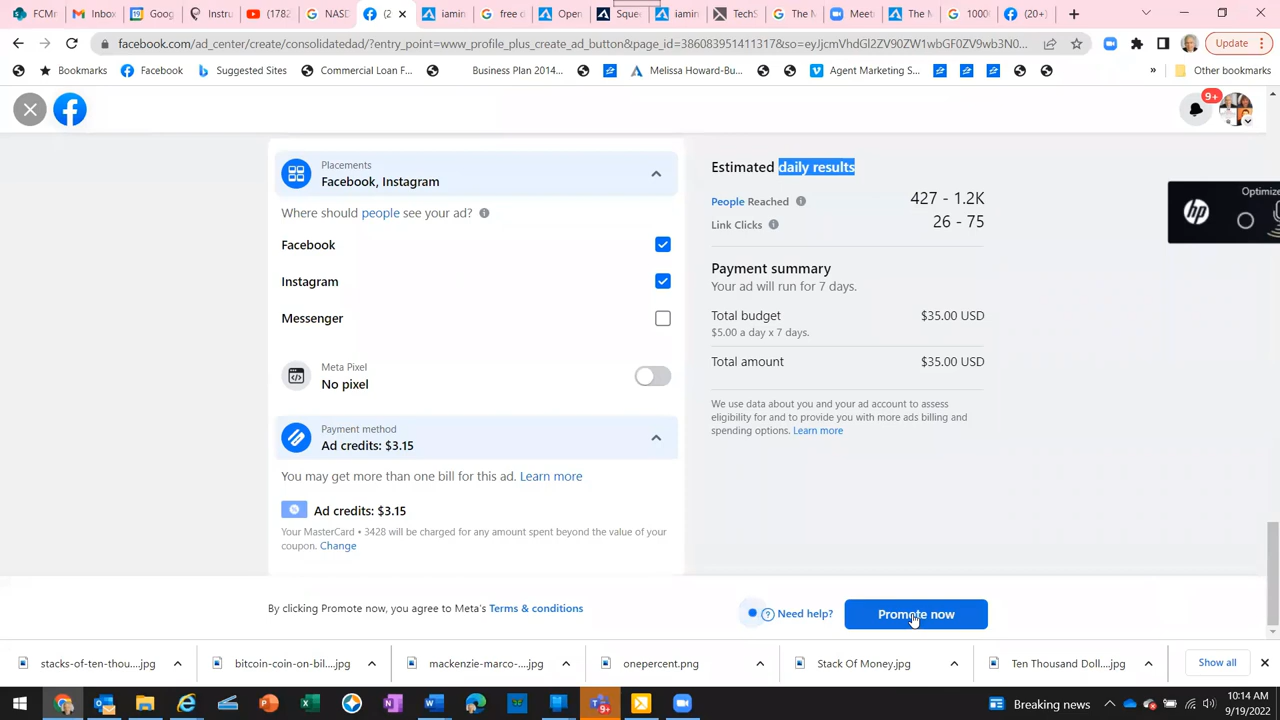 FCMri
Inbox
Goog
Instru
(1782
NASD
(2
iamin
free d
Open
Sque
iamin
TechS
The M
Meet
The M
1000
(20+)
facebook.com/ad_center/create/consolidatedad/?entry_point=www_profile_plus_create_ad_button&page_id=386083951411317&so=eyJjcmVhdGl2ZV90ZW1wbGF0ZV9wb3N0...
Update
Bookmarks
Facebook
Suggested Sites
Commercial Loan F...
Business Plan 2014...
Melissa Howard-Bu...
Agent Marketing S...
»
Other bookmarks
9+
Placements
Facebook, Instagram
Where should people see your ad?
Facebook
Instagram
Messenger
Meta Pixel
No pixel
Payment method
Ad credits: $3.15
You may get more than one bill for this ad. Learn more
Ad credits: $3.15
Your MasterCard • 3428 will be charged for any amount spent beyond the value of your
coupon. Change
Estimated daily results
People Reached 427 - 1.2K
Link Clicks 26 - 75
Payment summary
Your ad will run for 7 days.
Total budget $35.00 USD
$5.00 a day x 7 days.
Total amount $35.00 USD
We use data about you and your ad account to assess
eligibility for and to provide you with more ads billing and
spending options. Learn more
hp
Optimize
By clicking Promote now, you agree to Meta's Terms & conditions
Need help?
Promote now
stacks-of-ten-thou....jpg
bitcoin-coin-on-bil....jpg
mackenzie-marco-....jpg
onepercent.png
Stack Of Money.jpg
Ten Thousand Doll....jpg
Show all
9+
Breaking news
10:14 AM
9/19/2022